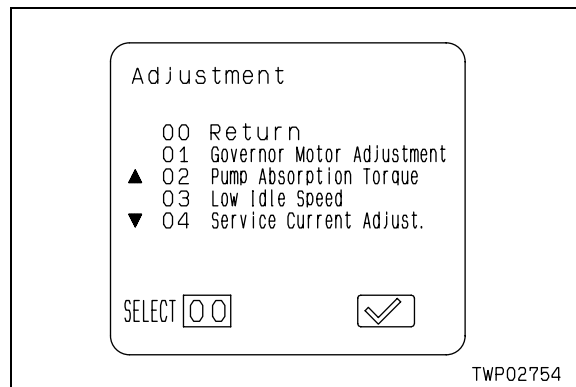 Adjustment
00 Return
01 Governor Motor Adjustment
▲ 02 Pump Absorption Torque
03 Low Idle Speed
▼ 04 Service Current Adjust.
SELECT 00
TWP02754